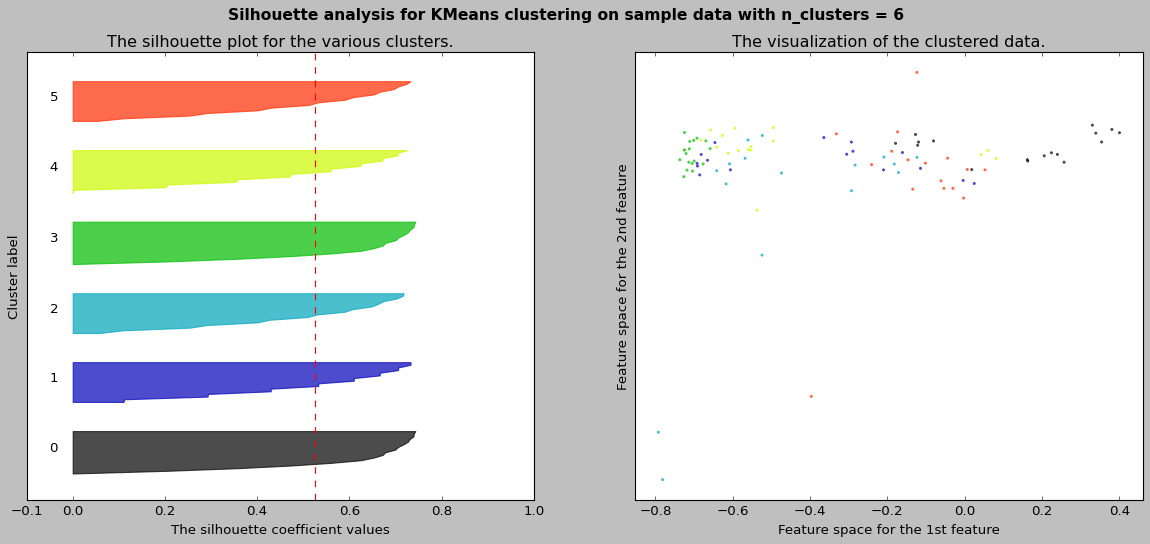 Silhouette analysis for KMeans clustering on sample data with n_clusters = 6
The silhouette plot for the various clusters.
Cluster label
5
4
3
2
1
0
−0.1 0.0 0.2 0.4 0.6 0.8 1.0
The silhouette coefficient values
The visualization of the clustered data.
Feature space for the 2nd feature
−0.8 −0.6 −0.4 −0.2 0.0 0.2 0.4
Feature space for the 1st feature